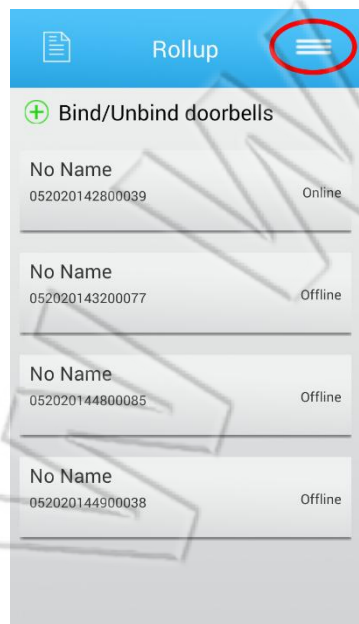 Rollup
Bind/Unbind doorbells
No Name
052020142800039
Online
No Name
052020143200077
Offline
No Name
052020144800085
Offline
No Name
052020144900038
Offline